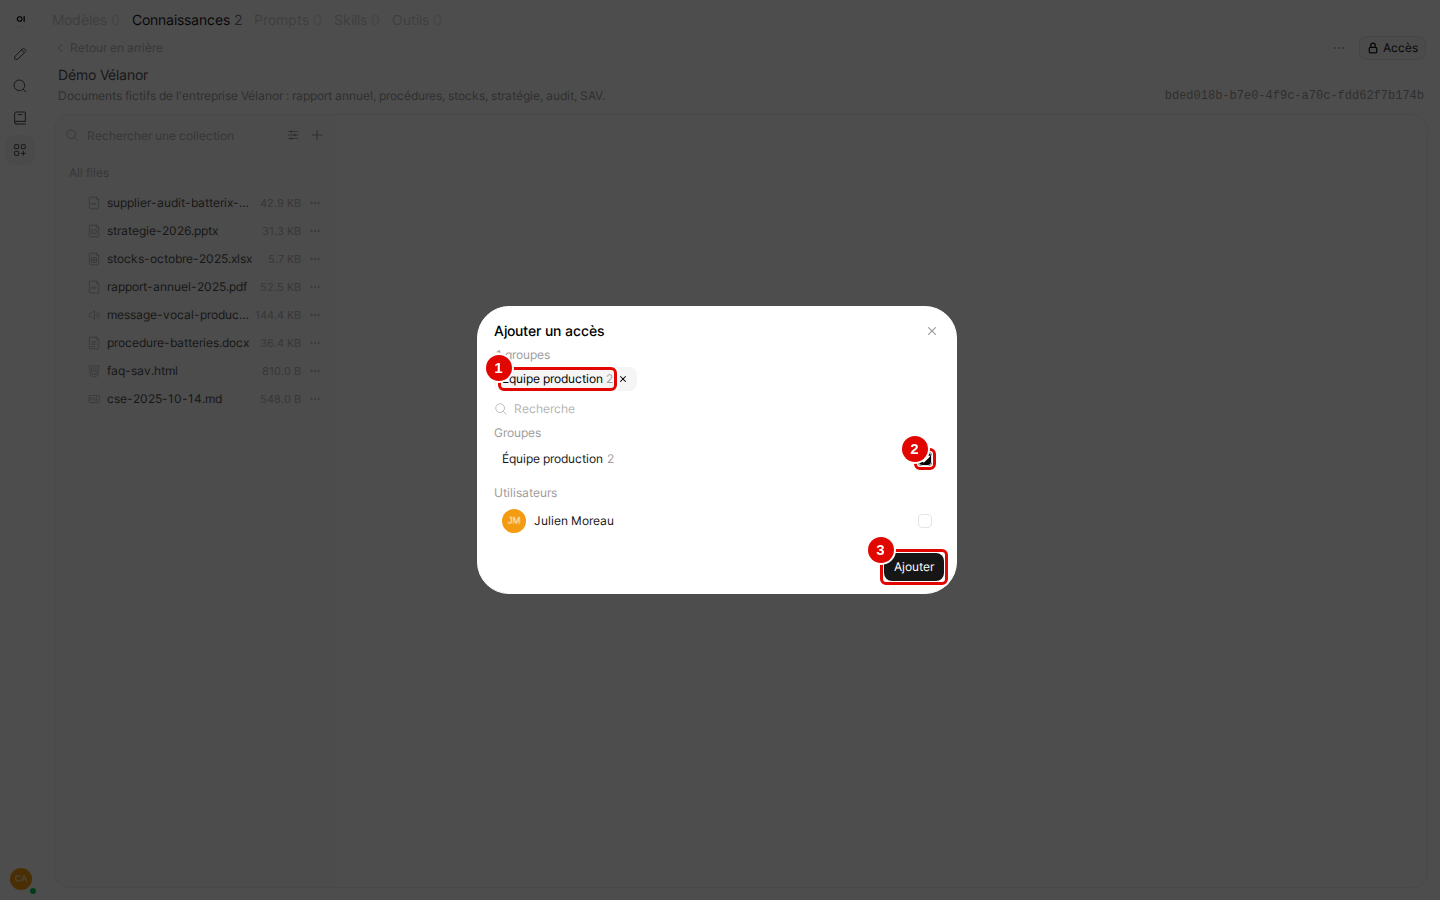 OI
Modèles 0 Connaissances 2 Prompts 0 Skills 0 Outils 0
Retour en arrière
Accès
Démo Vélanor
Documents fictifs de l'entreprise Vélanor : rapport annuel, procédures, stocks, stratégie, audit, SAV.
bded018b-b7e0-4f9c-a70c-fdd62f7b174b
Rechercher une collection
All files
supplier-audit-batterix-... 42.9 KB
strategie-2026.pptx 31.3 KB
stocks-octobre-2025.xlsx 5.7 KB
rapport-annuel-2025.pdf 52.5 KB
message-vocal-produc... 144.4 KB
procedure-batteries.docx 36.4 KB
faq-sav.html 810.0 B
cse-2025-10-14.md 548.0 B
Ajouter un accès
groupes
1
Équipe production 2
Recherche
Groupes
2
Équipe production 2
Utilisateurs
JM Julien Moreau
3
Ajouter
CA